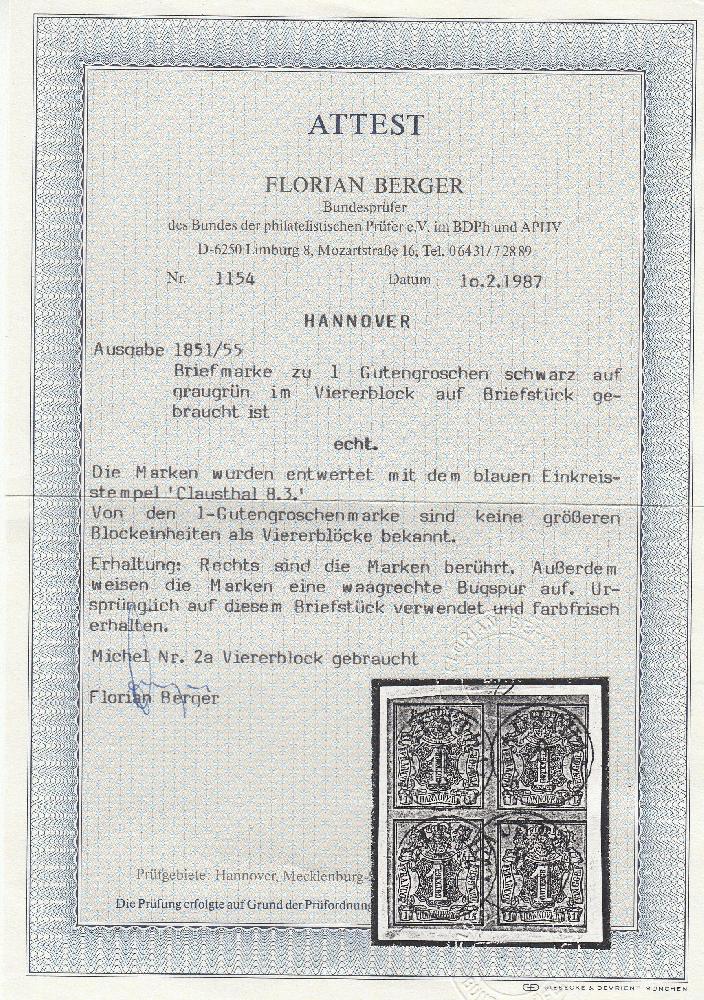 ATTEST
FLORIAN BERGER
Bundesprüfer
des Bundes der philatelistischen Prüfer e.V. im BDPh und APHV
D-6250 Limburg 8, Mozartstraße 16, Tel. 06431/72889
Nr. 1154 Datum : 1o.2.1987
HANNOVER
Ausgabe 1851/55
Briefmarke zu 1 Gutengroschen schwarz auf
graugrün im Viererblock auf Briefstück ge-
braucht ist
echt.
Die Marken wurden entwertet mit dem blauen Einkreis-
stempel 'Clausthal 8.3.'
Von den 1-Gutengroschenmarke sind keine größeren
Blockeinheiten als Viererblöcke bekannt.
Erhaltung: Rechts sind die Marken berührt. Außerdem
weisen die Marken eine waagrechte Bugspur auf. Ur-
sprünglich auf diesem Briefstück verwendet und farbfrisch
erhalten.
Michel Nr. 2a Viererblock gebraucht
Florian Berger
Prüfgebiete: Hannover, Mecklenburg-
Die Prüfung erfolgte auf Grund der Prüfordnung
GIESECKE & DEVRIENT MÜNCHEN